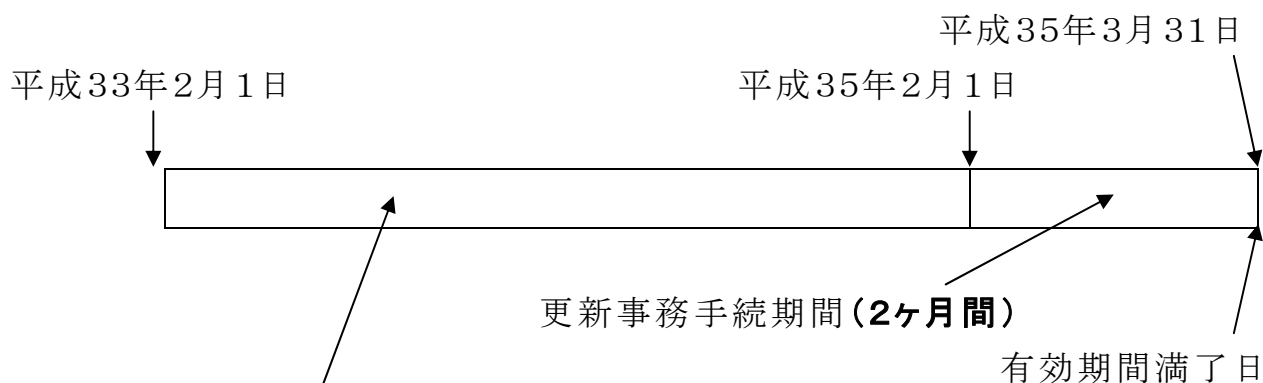 平成35年3月31日
平成33年2月1日
平成35年2月1日
更新事務手続期間(2ヶ月間)
有効期間満了日